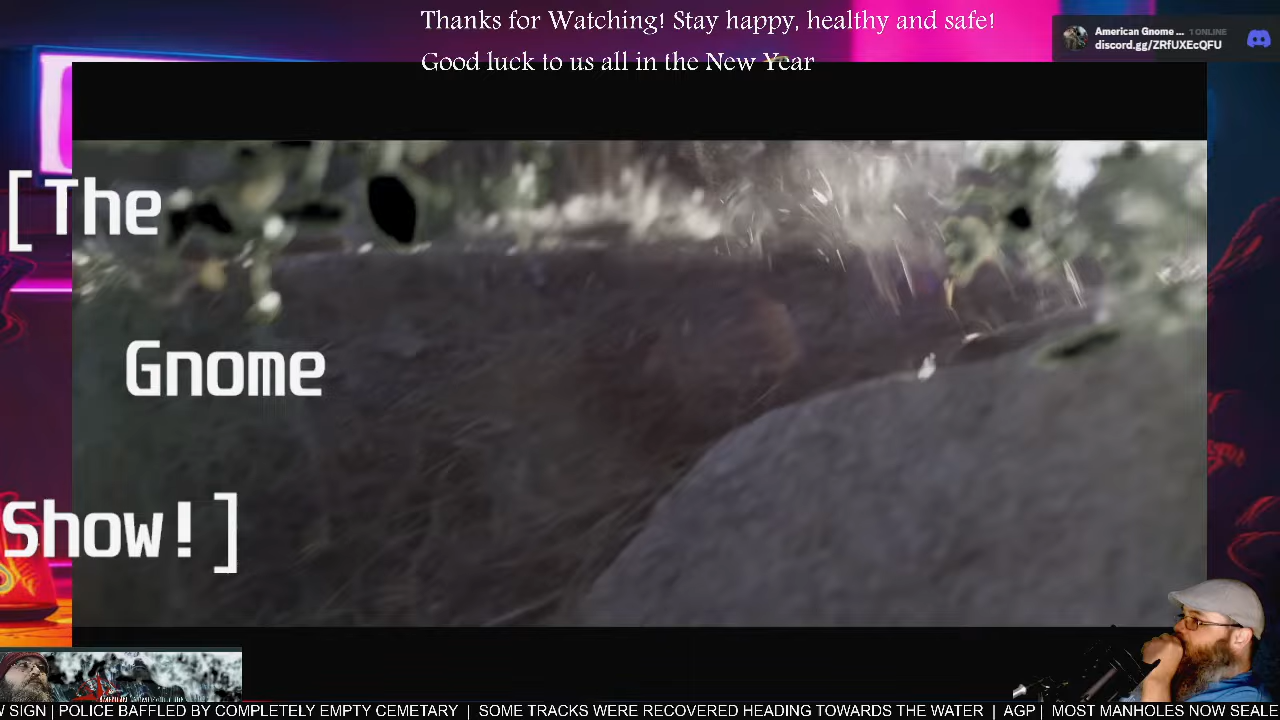 Thanks for Watching! Stay happy, healthy and safe!
Good luck to us all in the New Year
American Gnome ... 1 ONLINE
discord.gg/ZRfUXEcQFU
[The
Gnome
Show!]
W SIGN | POLICE BAFFLED BY COMPLETELY EMPTY CEMETARY | SOME TRACKS WERE RECOVERED HEADING TOWARDS THE WATER | AGP | MOST MANHOLES NOW SEALE